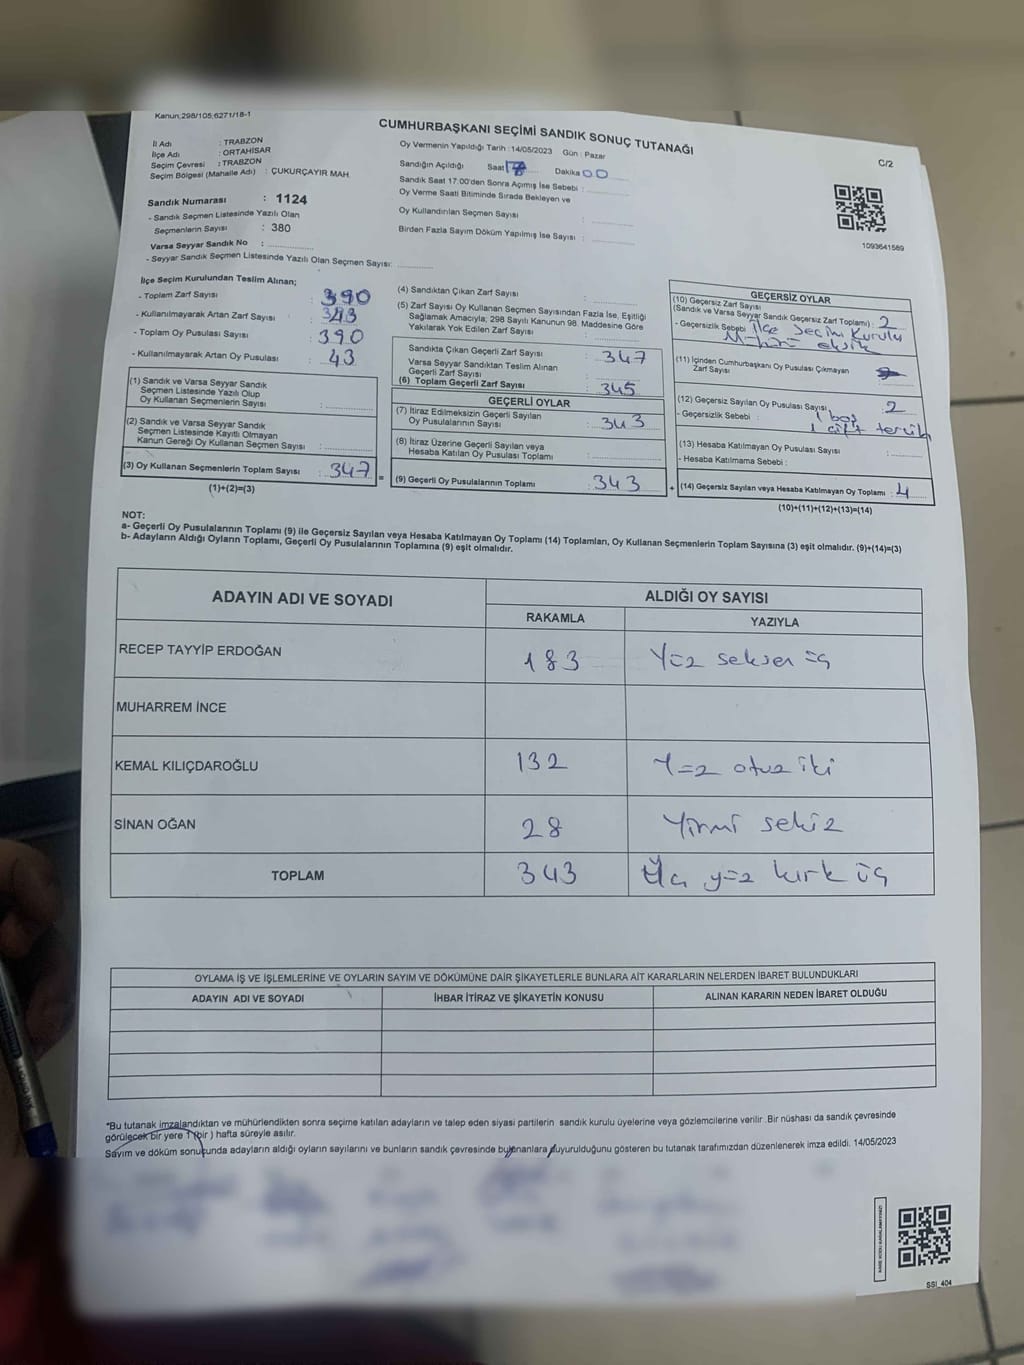 Kanun;298/105;6271/18-1
CUMHURBAŞKANI SEÇİMİ SANDIK SONUÇ TUTANAĞI
C/2
İl Adı : TRABZON
İlçe Adı : ORTAHİSAR
Seçim Çevresi : TRABZON
Seçim Bölgesi (Mahalle Adı) : ÇUKURÇAYIR MAH.
Oy Vermenin Yapıldığı Tarih :14/05/2023 Gün : Pazar
Sandığın Açıldığı Saat Dakika 00
Sandık Saat 17:00'den Sonra Açılmış İse Sebebi :
Oy Verme Saati Bitiminde Sırada Bekleyen ve
Oy Kullandırılan Seçmen Sayısı :
Birden Fazla Sayım Döküm Yapılmış İse Sayısı :
1093641569
Sandık Numarası : 1124
- Sandık Seçmen Listesinde Yazılı Olan
Seçmenlerin Sayısı : 380
Varsa Seyyar Sandık No :
- Seyyar Sandık Seçmen Listesinde Yazılı Olan Seçmen Sayısı:
İlçe Seçim Kurulundan Teslim Alınan;
- Toplam Zarf Sayısı : 390
- Kullanılmayarak Artan Zarf Sayısı : 343
- Toplam Oy Pusulası Sayısı : 390
- Kullanılmayarak Artan Oy Pusulası : 43
(1) Sandık ve Varsa Seyyar Sandık
Seçmen Listesinde Yazılı Olup
Oy Kullanan Seçmenlerin Sayısı :
(2) Sandık ve Varsa Seyyar Sandık
Seçmen Listesinde Kayıtlı Olmayan
Kanun Gereği Oy Kullanan Seçmen Sayısı :
(3) Oy Kullanan Seçmenlerin Toplam Sayısı : 347
(1)+(2)=(3)
=
(4) Sandıktan Çıkan Zarf Sayısı :
(5) Zarf Sayısı Oy Kullanan Seçmen Sayısından Fazla İse, Eşitliği
Sağlamak Amacıyla; 298 Sayılı Kanunun 98. Maddesine Göre
Yakılarak Yok Edilen Zarf Sayısı :
Sandıkta Çıkan Geçerli Zarf Sayısı : 347
Varsa Seyyar Sandıktan Teslim Alınan
Geçerli Zarf Sayısı :
(6) Toplam Geçerli Zarf Sayısı : 345
GEÇERLİ OYLAR
(7) İtiraz Edilmeksizin Geçerli Sayılan
Oy Pusulalarının Sayısı : 343
(8) İtiraz Üzerine Geçerli Sayılan veya
Hesaba Katılan Oy Pusulası Toplamı :
(9) Geçerli Oy Pusulalarının Toplamı : 343
+
GEÇERSİZ OYLAR
(10) Geçersiz Zarf Sayısı
(Sandık ve Varsa Seyyar Sandık Geçersiz Zarf Toplamı) : 2
- Geçersizlik Sebebi : İlçe Seçim Kurulu
Mührü eksik
(11) İçinden Cumhurbaşkanı Oy Pusulası Çıkmayan
Zarf Sayısı :
(12) Geçersiz Sayılan Oy Pusulası Sayısı : 2
- Geçersizlik Sebebi : 1 boş
1 çift tercih
(13) Hesaba Katılmayan Oy Pusulası Sayısı :
- Hesaba Katılmama Sebebi :
(14) Geçersiz Sayılan veya Hesaba Katılmayan Oy Toplamı : 4
(10)+(11)+(12)+(13)=(14)
NOT:
a- Geçerli Oy Pusulalarının Toplamı (9) ile Geçersiz Sayılan veya Hesaba Katılmayan Oy Toplamı (14) Toplamları, Oy Kullanan Seçmenlerin Toplam Sayısına (3) eşit olmalıdır. (9)+(14)=(3)
b- Adayların Aldığı Oyların Toplamı, Geçerli Oy Pusulalarının Toplamına (9) eşit olmalıdır.
ADAYIN ADI VE SOYADI
ALDIĞI OY SAYISI
RAKAMLA
YAZIYLA
RECEP TAYYİP ERDOĞAN 183 Yüz seksen üç
MUHARREM İNCE
KEMAL KILIÇDAROĞLU 132 Yüz otuz iki
SİNAN OĞAN 28 Yirmi sekiz
TOPLAM 343 Üç yüz kırk üç
OYLAMA İŞ VE İŞLEMLERİNE VE OYLARIN SAYIM VE DÖKÜMÜNE DAİR ŞİKAYETLERLE BUNLARA AİT KARARLARIN NELERDEN İBARET BULUNDUKLARI
ADAYIN ADI VE SOYADI
İHBAR İTİRAZ VE ŞİKAYETİN KONUSU
ALINAN KARARIN NEDEN İBARET OLDUĞU
*Bu tutanak imzalandıktan ve mühürlendikten sonra seçime katılan adayların ve talep eden siyasi partilerin sandık kurulu üyelerine veya gözlemcilerine verilir. Bir nüshası da sandık çevresinde
görülecek bir yere 1 (bir ) hafta süreyle asılır.
Sayım ve döküm sonucunda adayların aldığı oyların sayılarını ve bunların sandık çevresinde bulunanlara duyurulduğunu gösteren bu tutanak tarafımızdan düzenlenerek imza edildi. 14/05/2023
SSİ_404